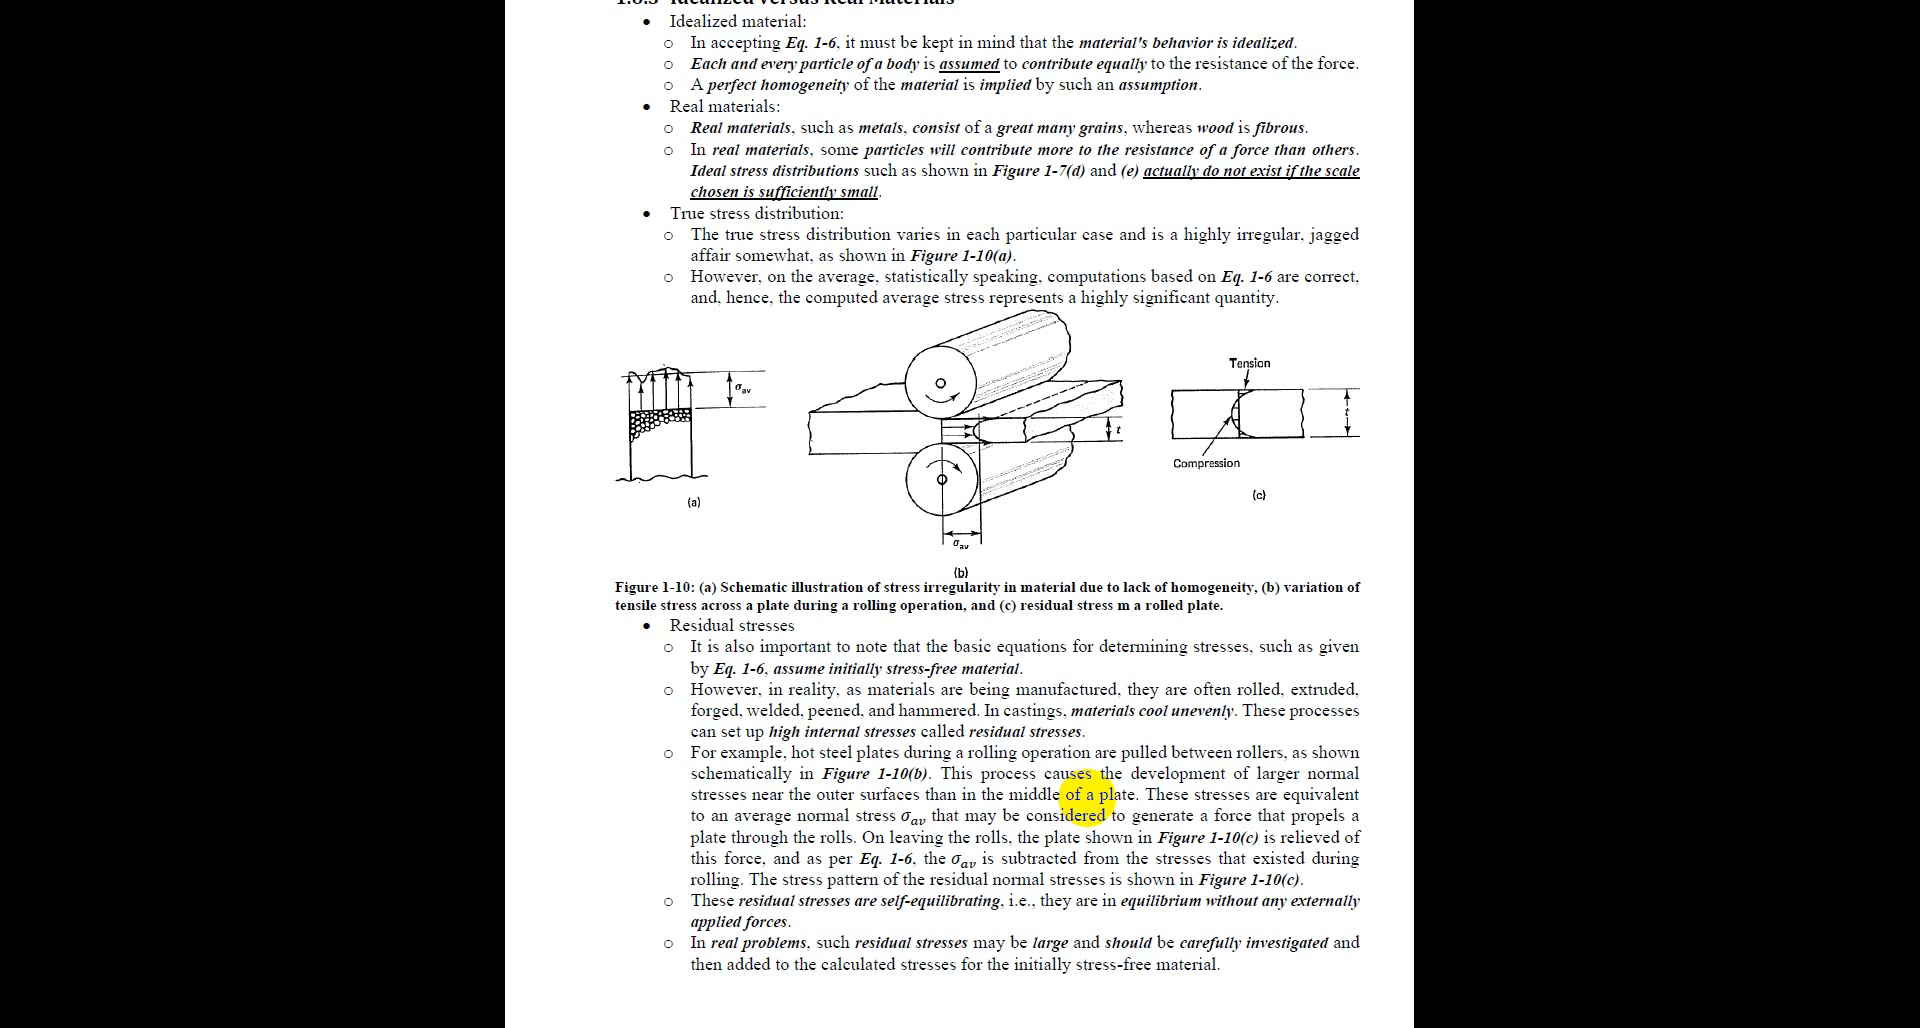 1.6.3 Idealized versus Real Materials
• Idealized material:
o In accepting Eq. 1-6, it must be kept in mind that the material's behavior is idealized.
o Each and every particle of a body is assumed to contribute equally to the resistance of the force.
o A perfect homogeneity of the material is implied by such an assumption.
• Real materials:
o Real materials, such as metals, consist of a great many grains, whereas wood is fibrous.
o In real materials, some particles will contribute more to the resistance of a force than others.
Ideal stress distributions such as shown in Figure 1-7(d) and (e) actually do not exist if the scale
chosen is sufficiently small.
• True stress distribution:
o The true stress distribution varies in each particular case and is a highly irregular, jagged
affair somewhat, as shown in Figure 1-10(a).
o However, on the average, statistically speaking, computations based on Eq. 1-6 are correct,
and, hence, the computed average stress represents a highly significant quantity.
σav
(a)
t
σav
(b)
Tension
t
Compression
(c)
Figure 1-10: (a) Schematic illustration of stress irregularity in material due to lack of homogeneity, (b) variation of
tensile stress across a plate during a rolling operation, and (c) residual stress m a rolled plate.
• Residual stresses
o It is also important to note that the basic equations for determining stresses, such as given
by Eq. 1-6, assume initially stress-free material.
o However, in reality, as materials are being manufactured, they are often rolled, extruded,
forged, welded, peened, and hammered. In castings, materials cool unevenly. These processes
can set up high internal stresses called residual stresses.
o For example, hot steel plates during a rolling operation are pulled between rollers, as shown
schematically in Figure 1-10(b). This process causes the development of larger normal
stresses near the outer surfaces than in the middle of a plate. These stresses are equivalent
to an average normal stress σav that may be considered to generate a force that propels a
plate through the rolls. On leaving the rolls, the plate shown in Figure 1-10(c) is relieved of
this force, and as per Eq. 1-6, the σav is subtracted from the stresses that existed during
rolling. The stress pattern of the residual normal stresses is shown in Figure 1-10(c).
o These residual stresses are self-equilibrating, i.e., they are in equilibrium without any externally
applied forces.
o In real problems, such residual stresses may be large and should be carefully investigated and
then added to the calculated stresses for the initially stress-free material.